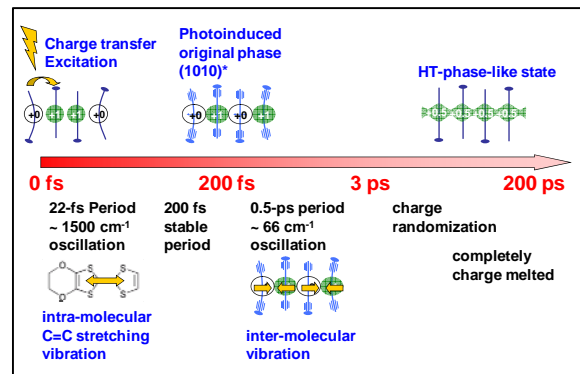 Charge transfer
Excitation
Photoinduced
original phase
(1010)*
HT-phase-like state
+0 +1 +1 +0
+0 +1 +0 +1
+0.5 +0.5 +0.5 +0.5
0 fs 200 fs 3 ps 200 ps
22-fs Period
~ 1500 cm⁻¹
oscillation
200 fs
stable
period
0.5-ps period
~ 66 cm⁻¹
oscillation
charge
randomization
completely
charge melted
O S S
O S S
intra-molecular
C=C stretching
vibration
inter-molecular
vibration